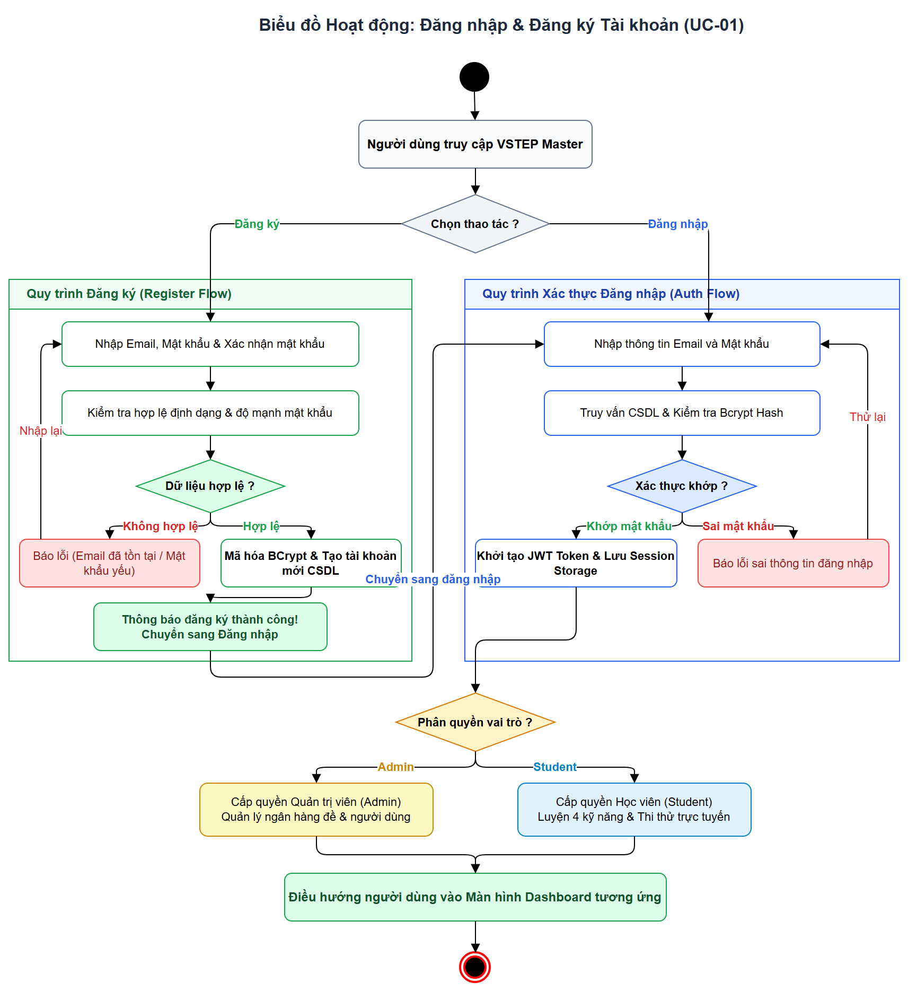 Biểu đồ Hoạt động: Đăng nhập & Đăng ký Tài khoản (UC-01)
Người dùng truy cập VSTEP Master
Chọn thao tác ?
Đăng ký
Đăng nhập
Quy trình Đăng ký (Register Flow)
Nhập Email, Mật khẩu & Xác nhận mật khẩu
Kiểm tra hợp lệ định dạng & độ mạnh mật khẩu
Nhập lại
Dữ liệu hợp lệ ?
Không hợp lệ
Hợp lệ
Báo lỗi (Email đã tồn tại / Mật
khẩu yếu)
Mã hóa BCrypt & Tạo tài khoản
mới CSDL
Thông báo đăng ký thành công!
Chuyển sang Đăng nhập
Chuyển sang đăng nhập
Quy trình Xác thực Đăng nhập (Auth Flow)
Nhập thông tin Email và Mật khẩu
Truy vấn CSDL & Kiểm tra Bcrypt Hash
Thử lại
Xác thực khớp ?
Khớp mật khẩu
Sai mật khẩu
Khởi tạo JWT Token & Lưu Session
Storage
Báo lỗi sai thông tin đăng nhập
Phân quyền vai trò ?
Admin
Student
Cấp quyền Quản trị viên (Admin)
Quản lý ngân hàng đề & người dùng
Cấp quyền Học viên (Student)
Luyện 4 kỹ năng & Thi thử trực tuyến
Điều hướng người dùng vào Màn hình Dashboard tương ứng